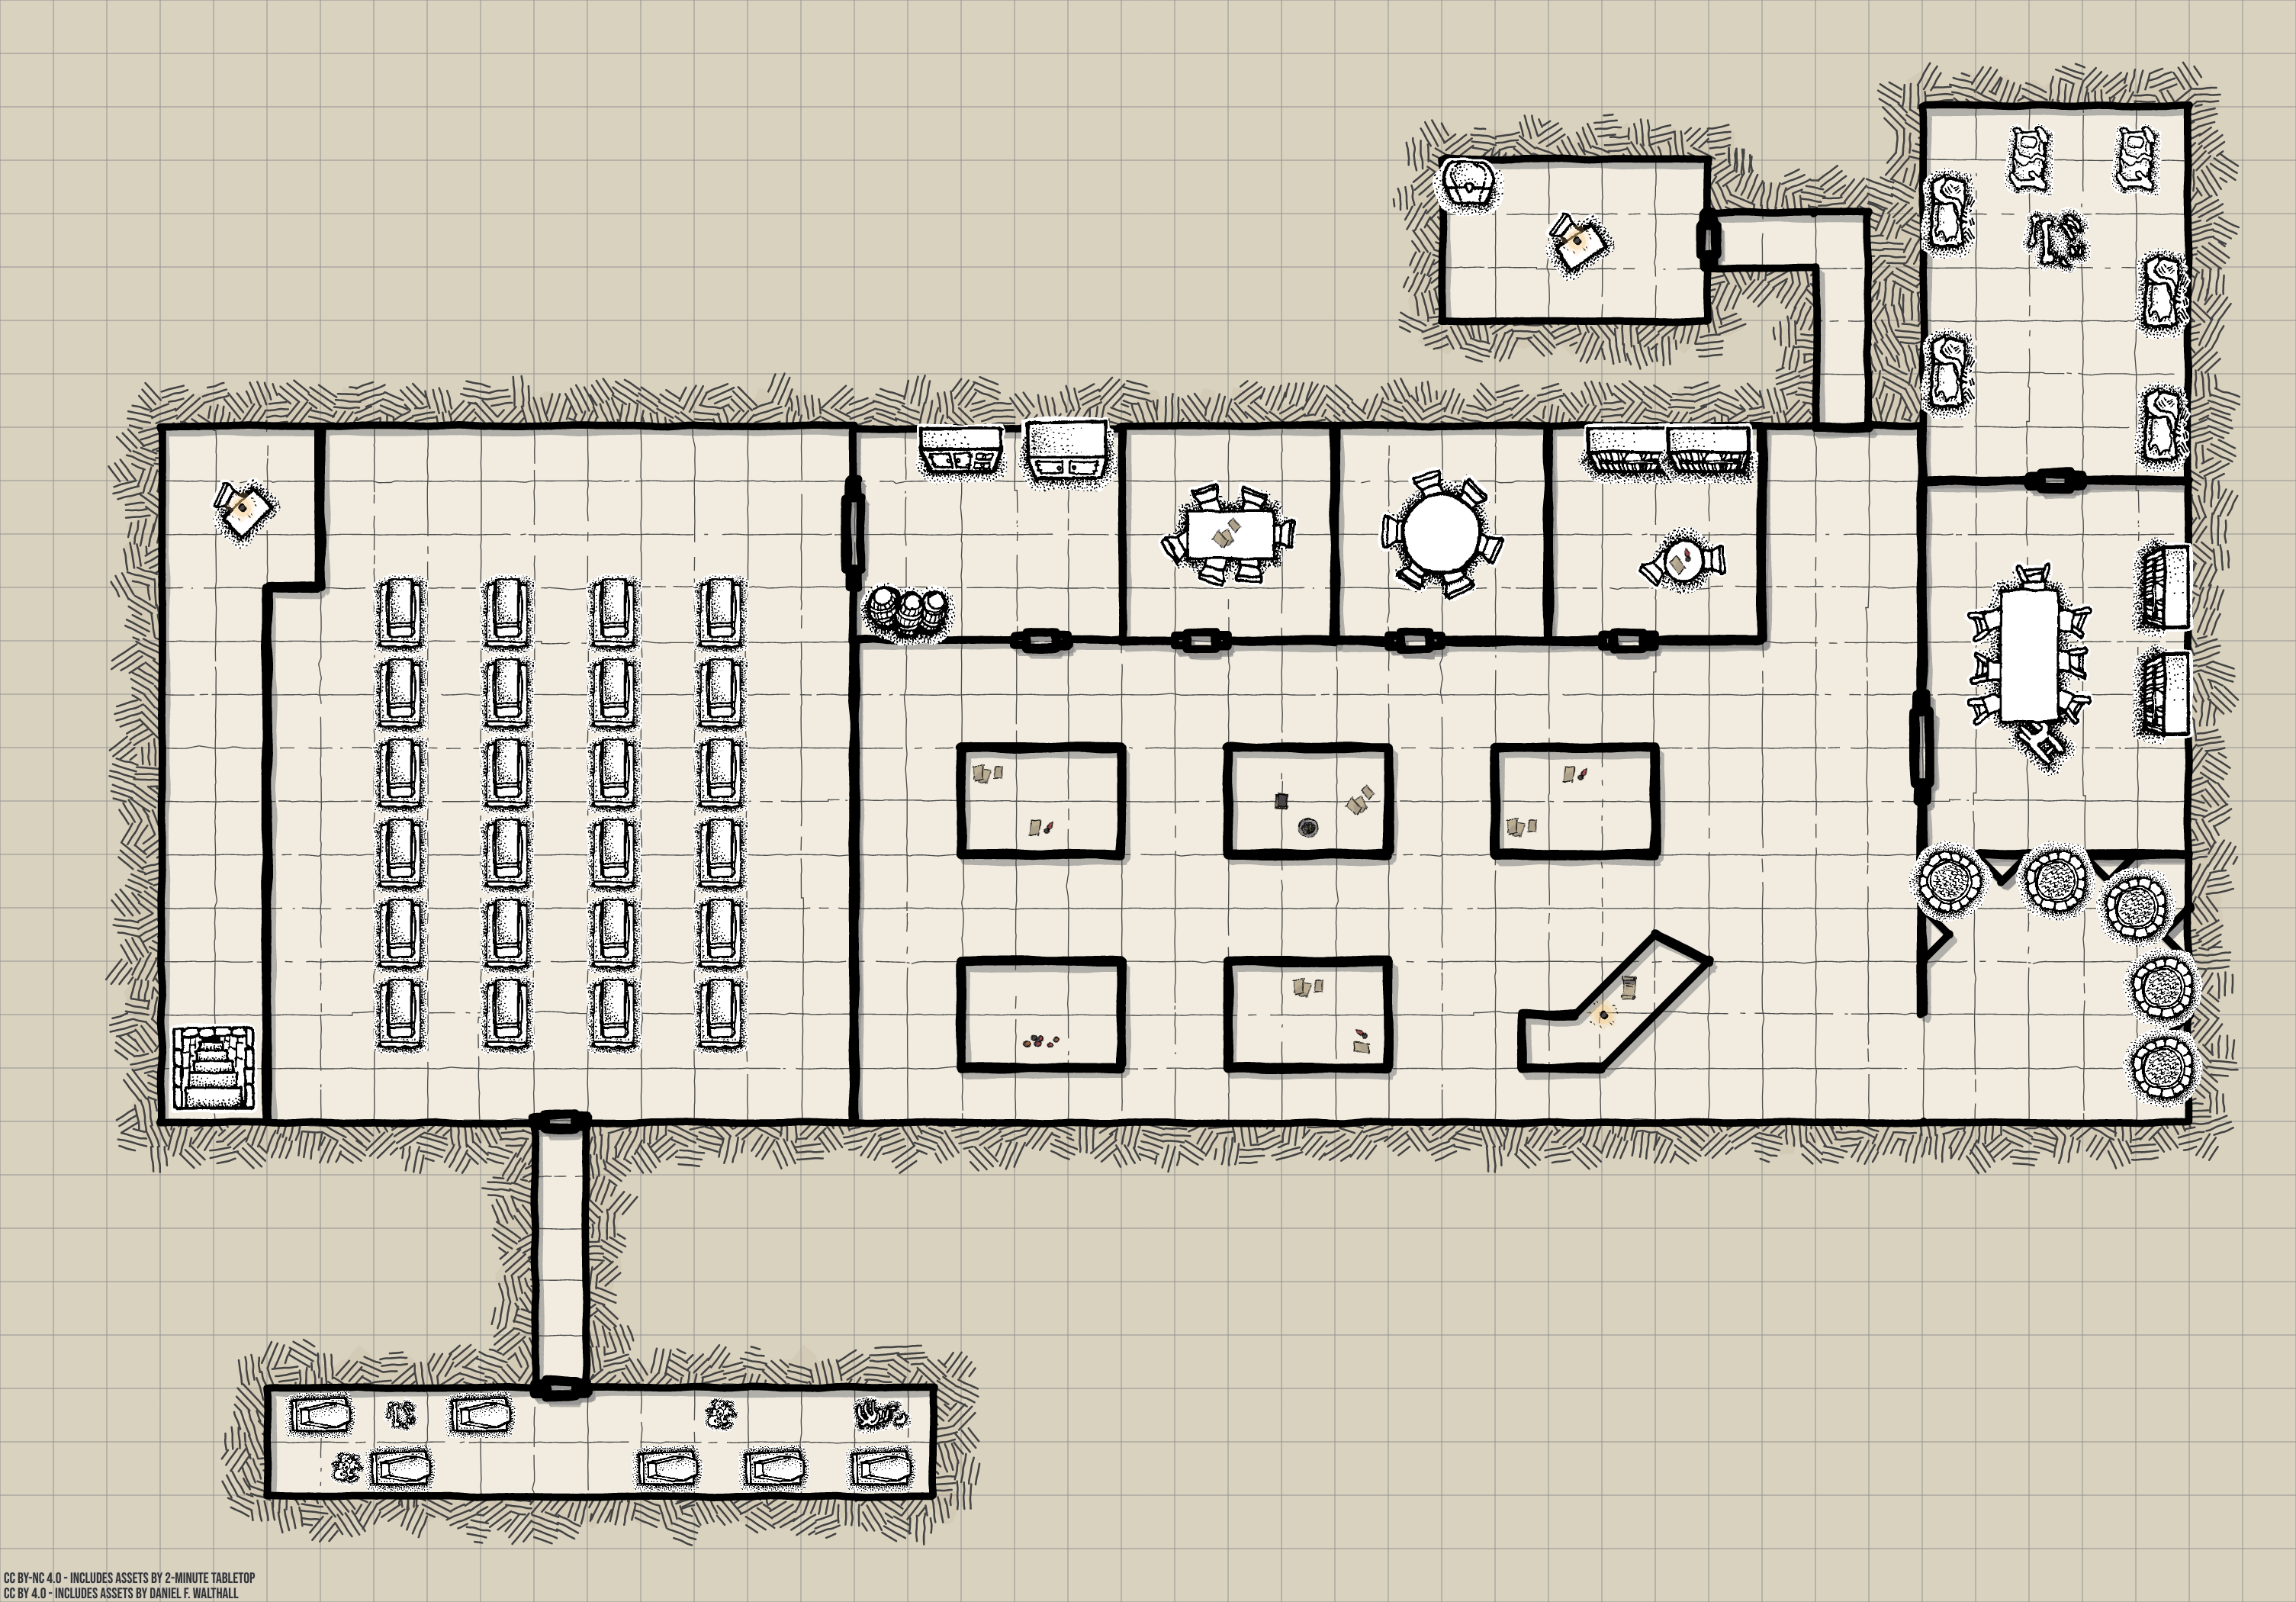 CC BY-NC 4.0 - INCLUDES ASSETS BY 2-MINUTE TABLETOP
CC BY 4.0 - INCLUDES ASSETS BY DANIEL F. WALTHALL